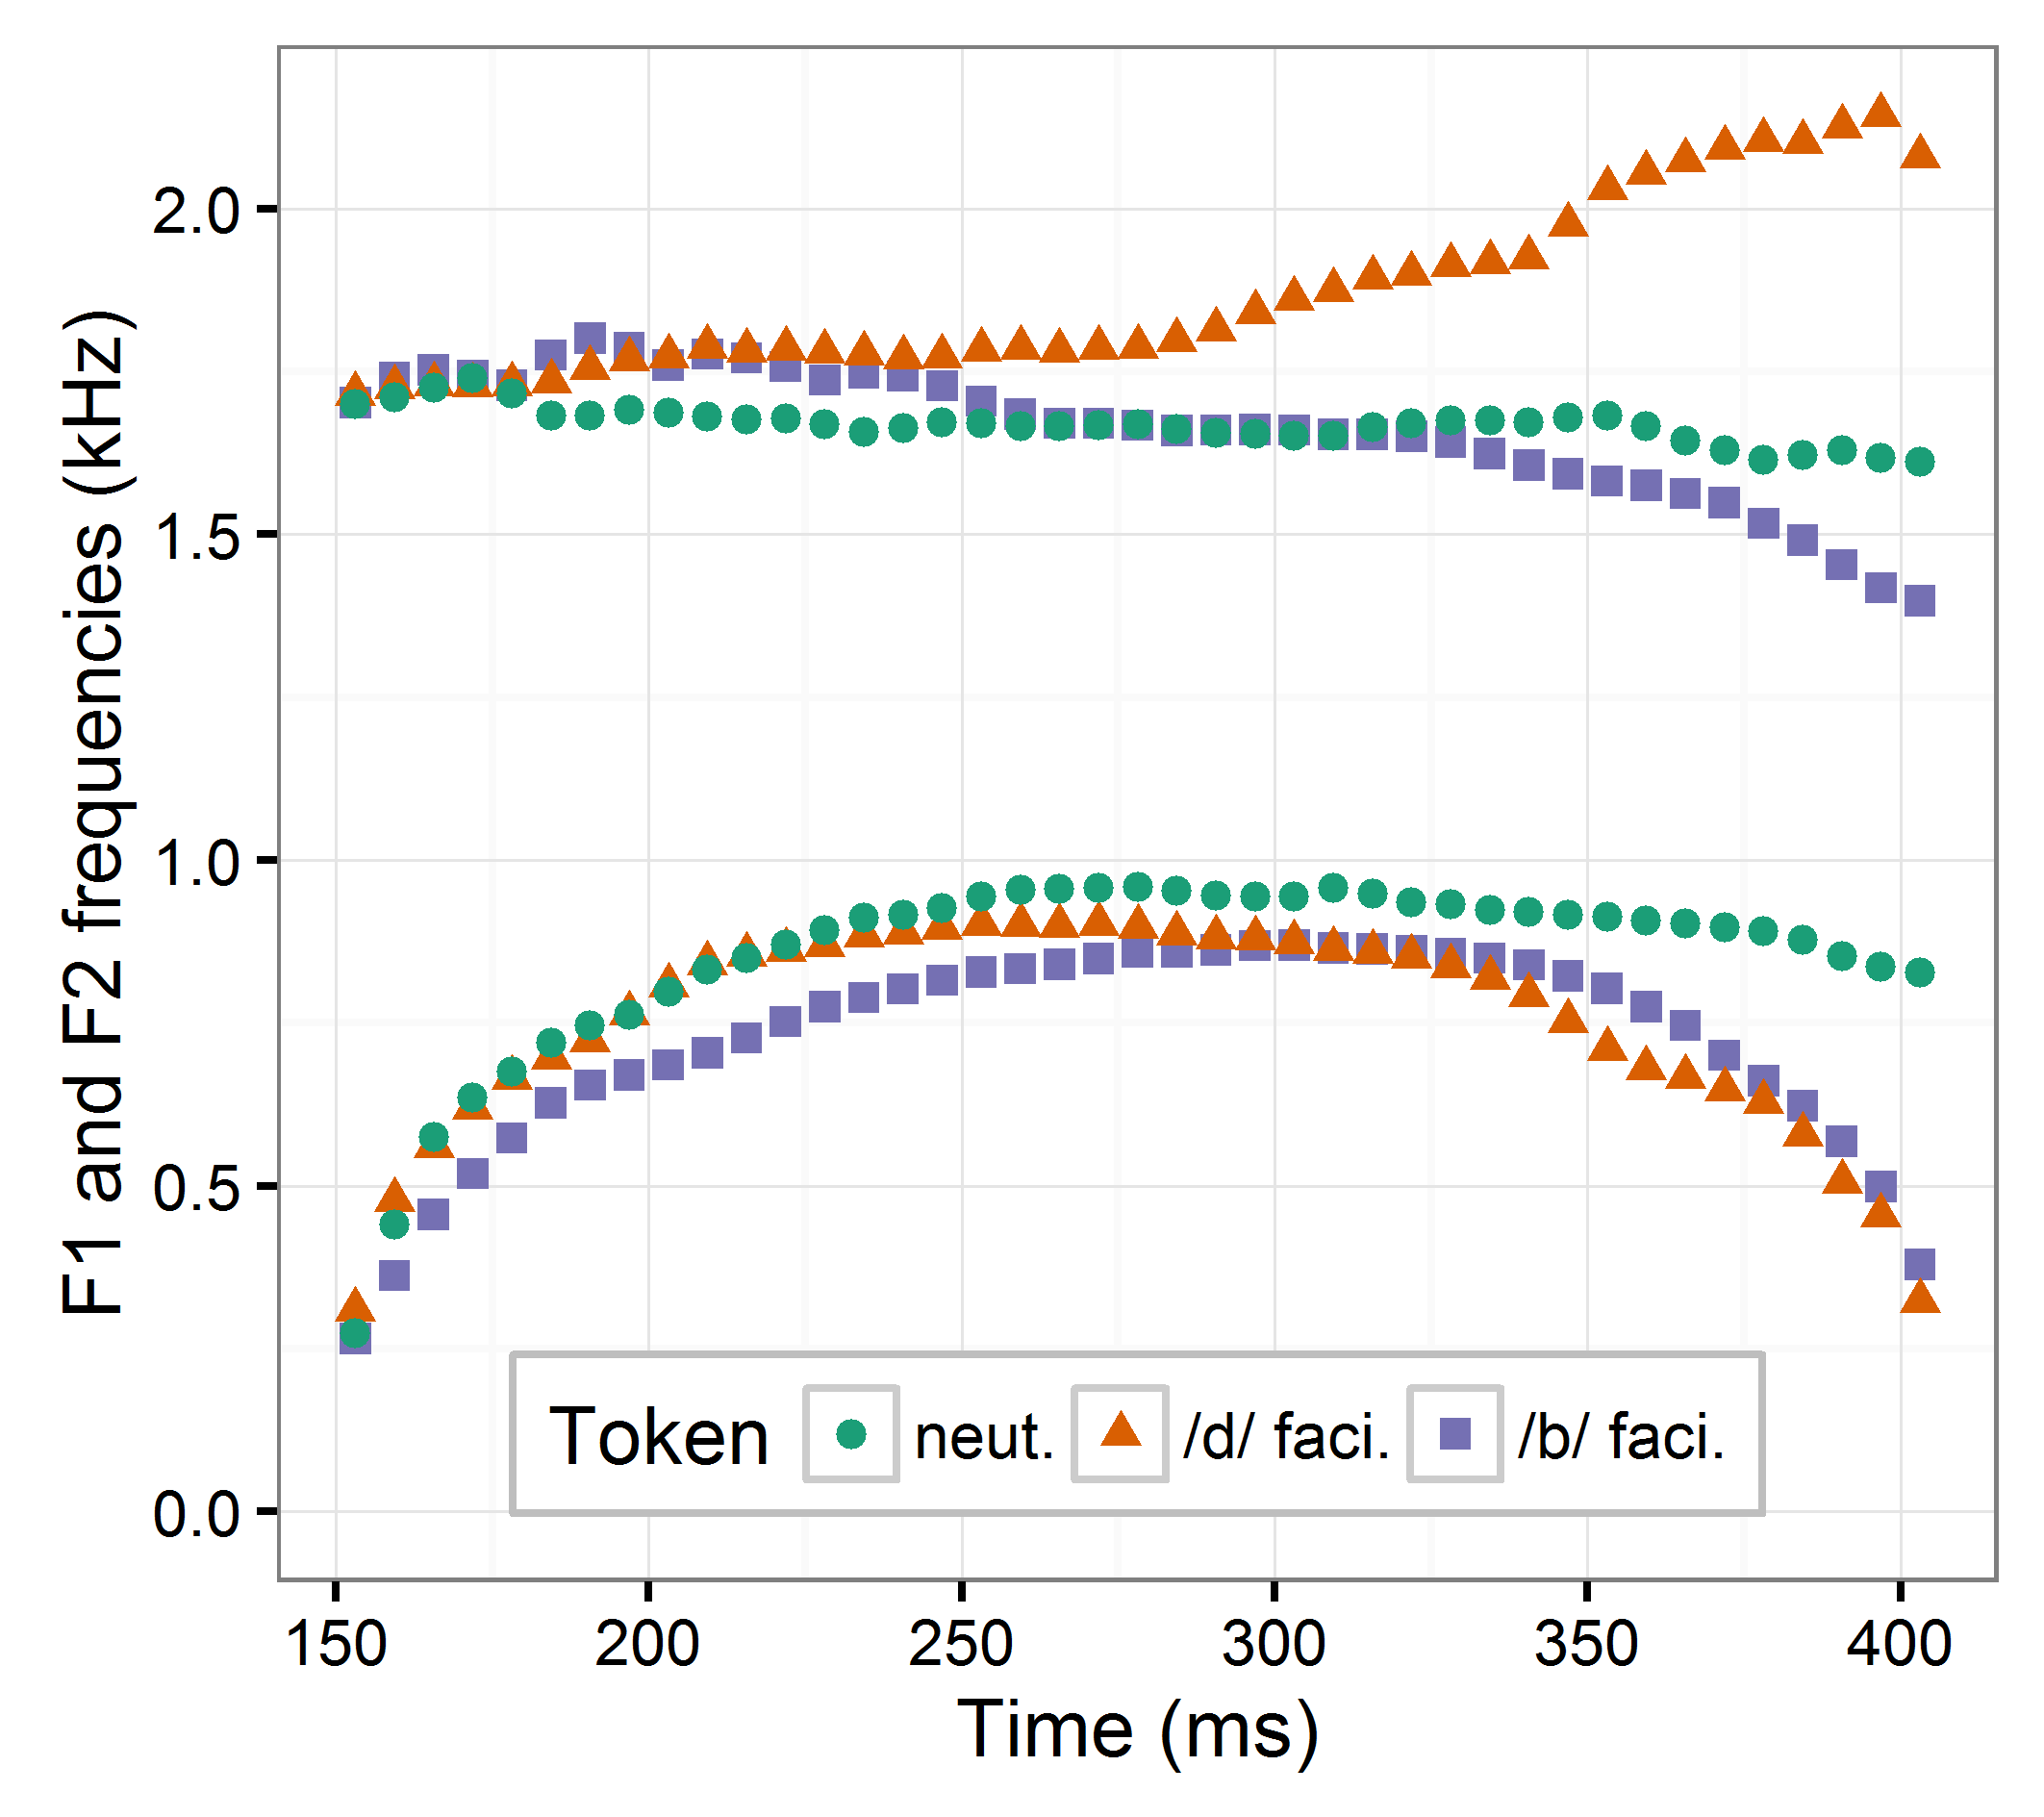 F1 and F2 frequencies (kHz)
2.0
1.5
1.0
0.5
0.0
Token neut. /d/ faci. /b/ faci.
150 200 250 300 350 400
Time (ms)